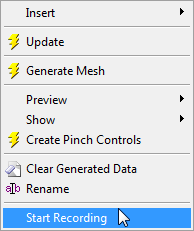 Insert
Update
Generate Mesh
Preview
Show
Create Pinch Controls
Clear Generated Data
Rename
Start Recording